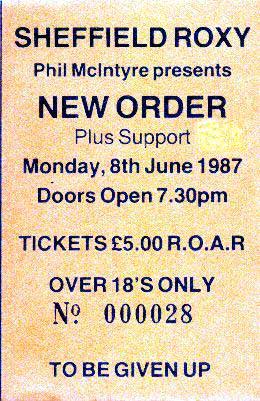 SHEFFIELD ROXY
Phil McIntyre presents
NEW ORDER
Plus Support
Monday, 8th June 1987
Doors Open 7.30pm
TICKETS £5.00 R.O.A.R
OVER 18'S ONLY
Nº 000028
TO BE GIVEN UP